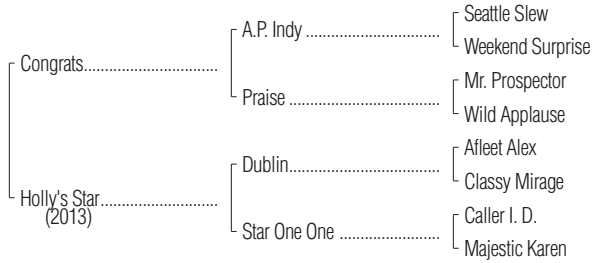 Seattle Slew
A.P. Indy
Weekend Surprise
Congrats
Mr. Prospector
Praise
Wild Applause
Afleet Alex
Dublin
Classy Mirage
Holly's Star
(2013)
Caller I. D.
Star One One
Majestic Karen